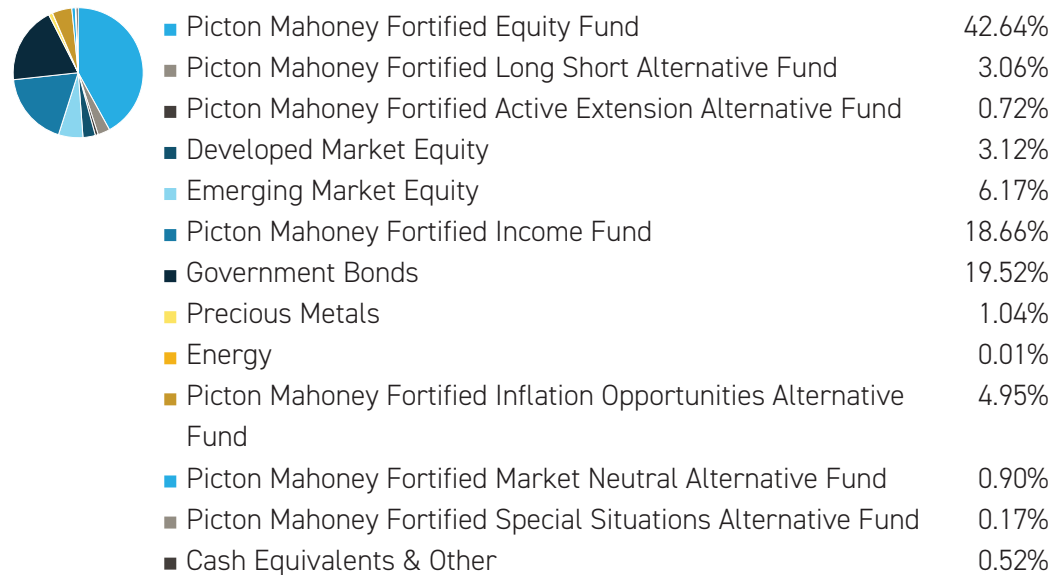 Picton Mahoney Fortified Equity Fund 42.64%
Picton Mahoney Fortified Long Short Alternative Fund 3.06%
Picton Mahoney Fortified Active Extension Alternative Fund 0.72%
Developed Market Equity 3.12%
Emerging Market Equity 6.17%
Picton Mahoney Fortified Income Fund 18.66%
Government Bonds 19.52%
Precious Metals 1.04%
Energy 0.01%
Picton Mahoney Fortified Inflation Opportunities Alternative 4.95%
Fund
Picton Mahoney Fortified Market Neutral Alternative Fund 0.90%
Picton Mahoney Fortified Special Situations Alternative Fund 0.17%
Cash Equivalents & Other 0.52%